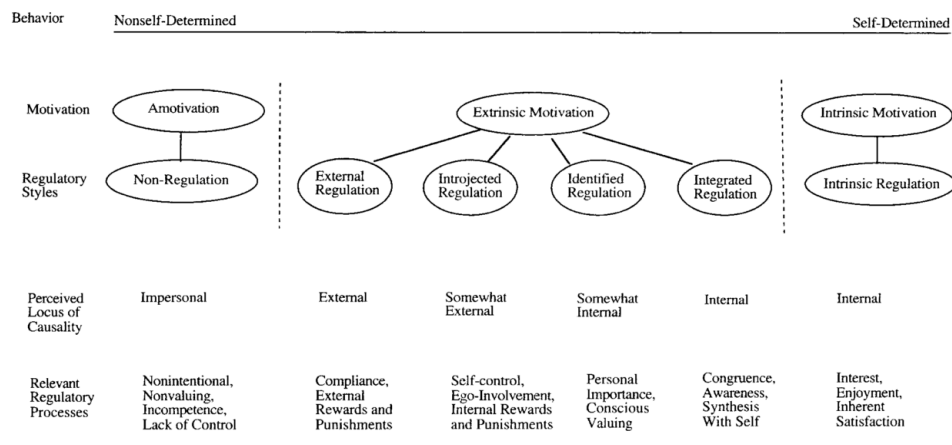 Behavior
Nonself-Determined
Self-Determined
Motivation
Amotivation
Extrinsic Motivation
Intrinsic Motivation
Regulatory
Styles
Non-Regulation
External
Regulation
Introjected
Regulation
Identified
Regulation
Integrated
Regulation
Intrinsic Regulation
Perceived
Locus of
Causality
Impersonal
External
Somewhat
External
Somewhat
Internal
Internal
Internal
Relevant
Regulatory
Processes
Nonintentional,
Nonvaluing,
Incompetence,
Lack of Control
Compliance,
External
Rewards and
Punishments
Self-control,
Ego-Involvement,
Internal Rewards
and Punishments
Personal
Importance,
Conscious
Valuing
Congruence,
Awareness,
Synthesis
With Self
Interest,
Enjoyment,
Inherent
Satisfaction